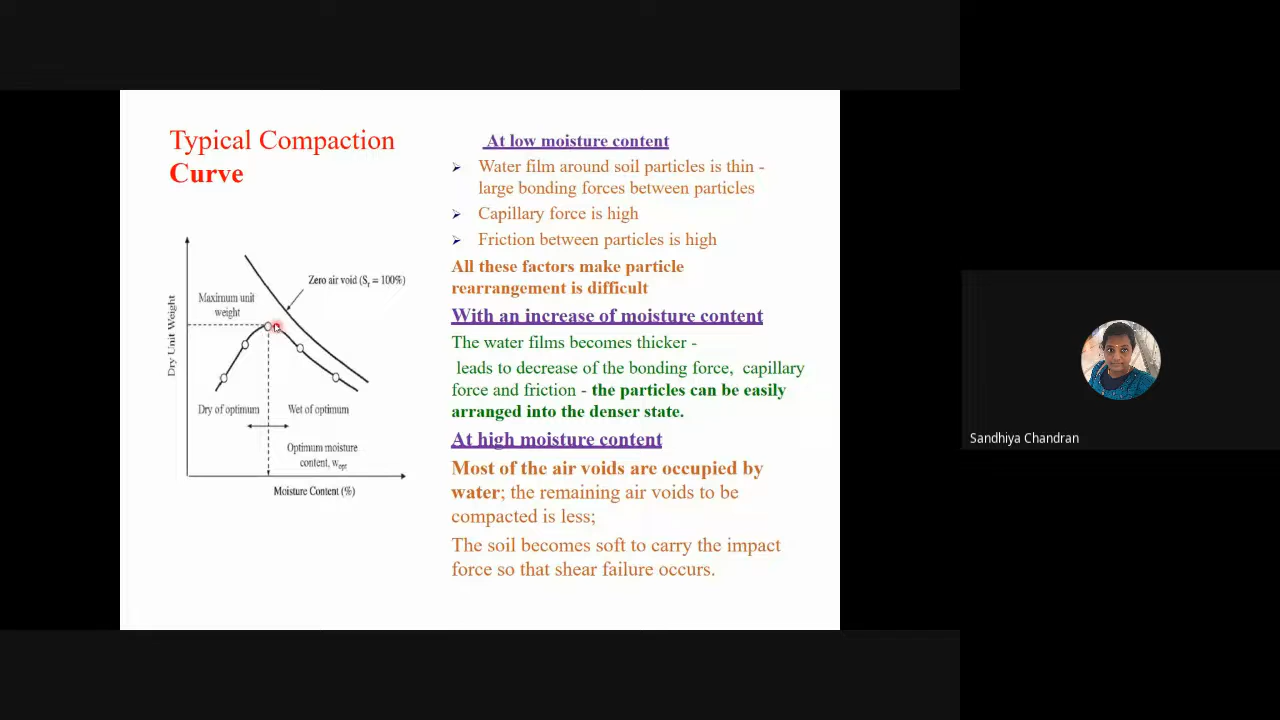 Typical Compaction
Curve
Zero air void (Sr = 100%)
Maximum unit
weight
Dry Unit Weight
Dry of optimum
Wet of optimum
Optimum moisture
content, wopt
Moisture Content (%)
At low moisture content
Water film around soil particles is thin -
large bonding forces between particles
Capillary force is high
Friction between particles is high
All these factors make particle
rearrangement is difficult
With an increase of moisture content
The water films becomes thicker -
leads to decrease of the bonding force, capillary
force and friction - the particles can be easily
arranged into the denser state.
At high moisture content
Most of the air voids are occupied by
water; the remaining air voids to be
compacted is less;
The soil becomes soft to carry the impact
force so that shear failure occurs.
Sandhiya Chandran